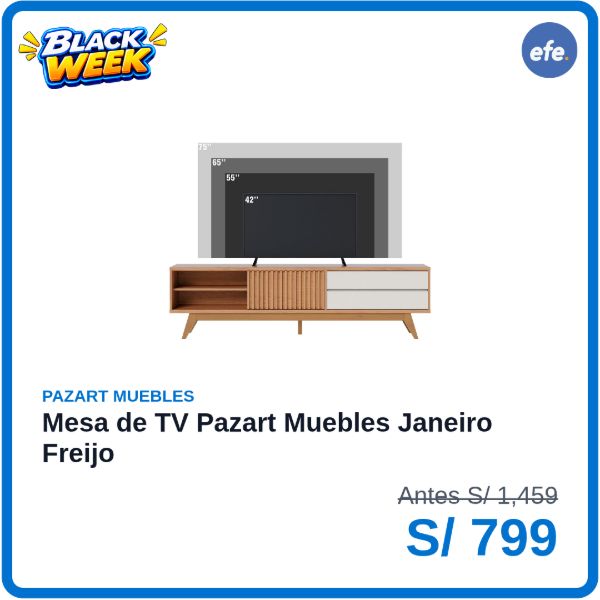 BLACK
WEEK
efe.
75"
65"
55"
42"
PAZART MUEBLES
Mesa de TV Pazart Muebles Janeiro
Freijo
Antes S/ 1,459
S/ 799